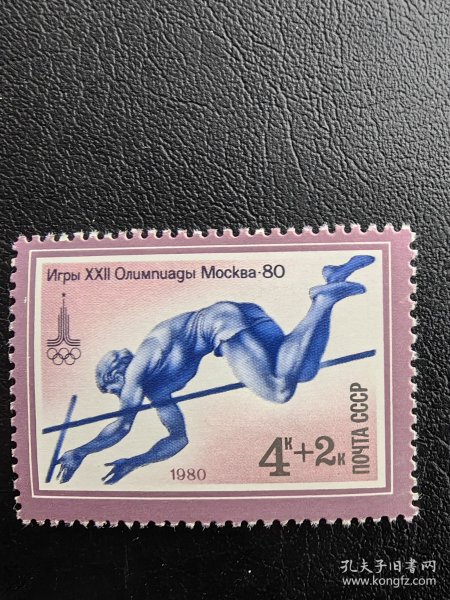 Игры XXII Олимпиады Москва-80
4к+2к
ПОЧТА СССР
1980
孔夫子旧书网
www.kongfz.com